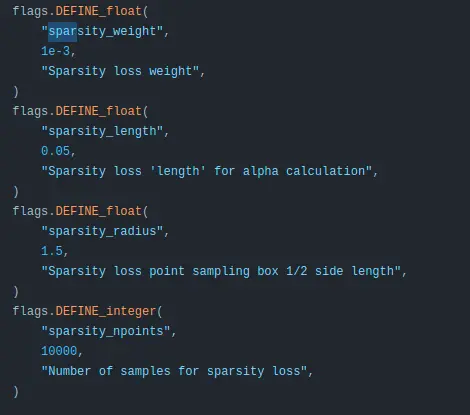 flags.DEFINE_float(
    "sparsity_weight",
    1e-3,
    "Sparsity loss weight",
)
flags.DEFINE_float(
    "sparsity_length",
    0.05,
    "Sparsity loss 'length' for alpha calculation",
)
flags.DEFINE_float(
    "sparsity_radius",
    1.5,
    "Sparsity loss point sampling box 1/2 side length",
)
flags.DEFINE_integer(
    "sparsity_npoints",
    10000,
    "Number of samples for sparsity loss",
)